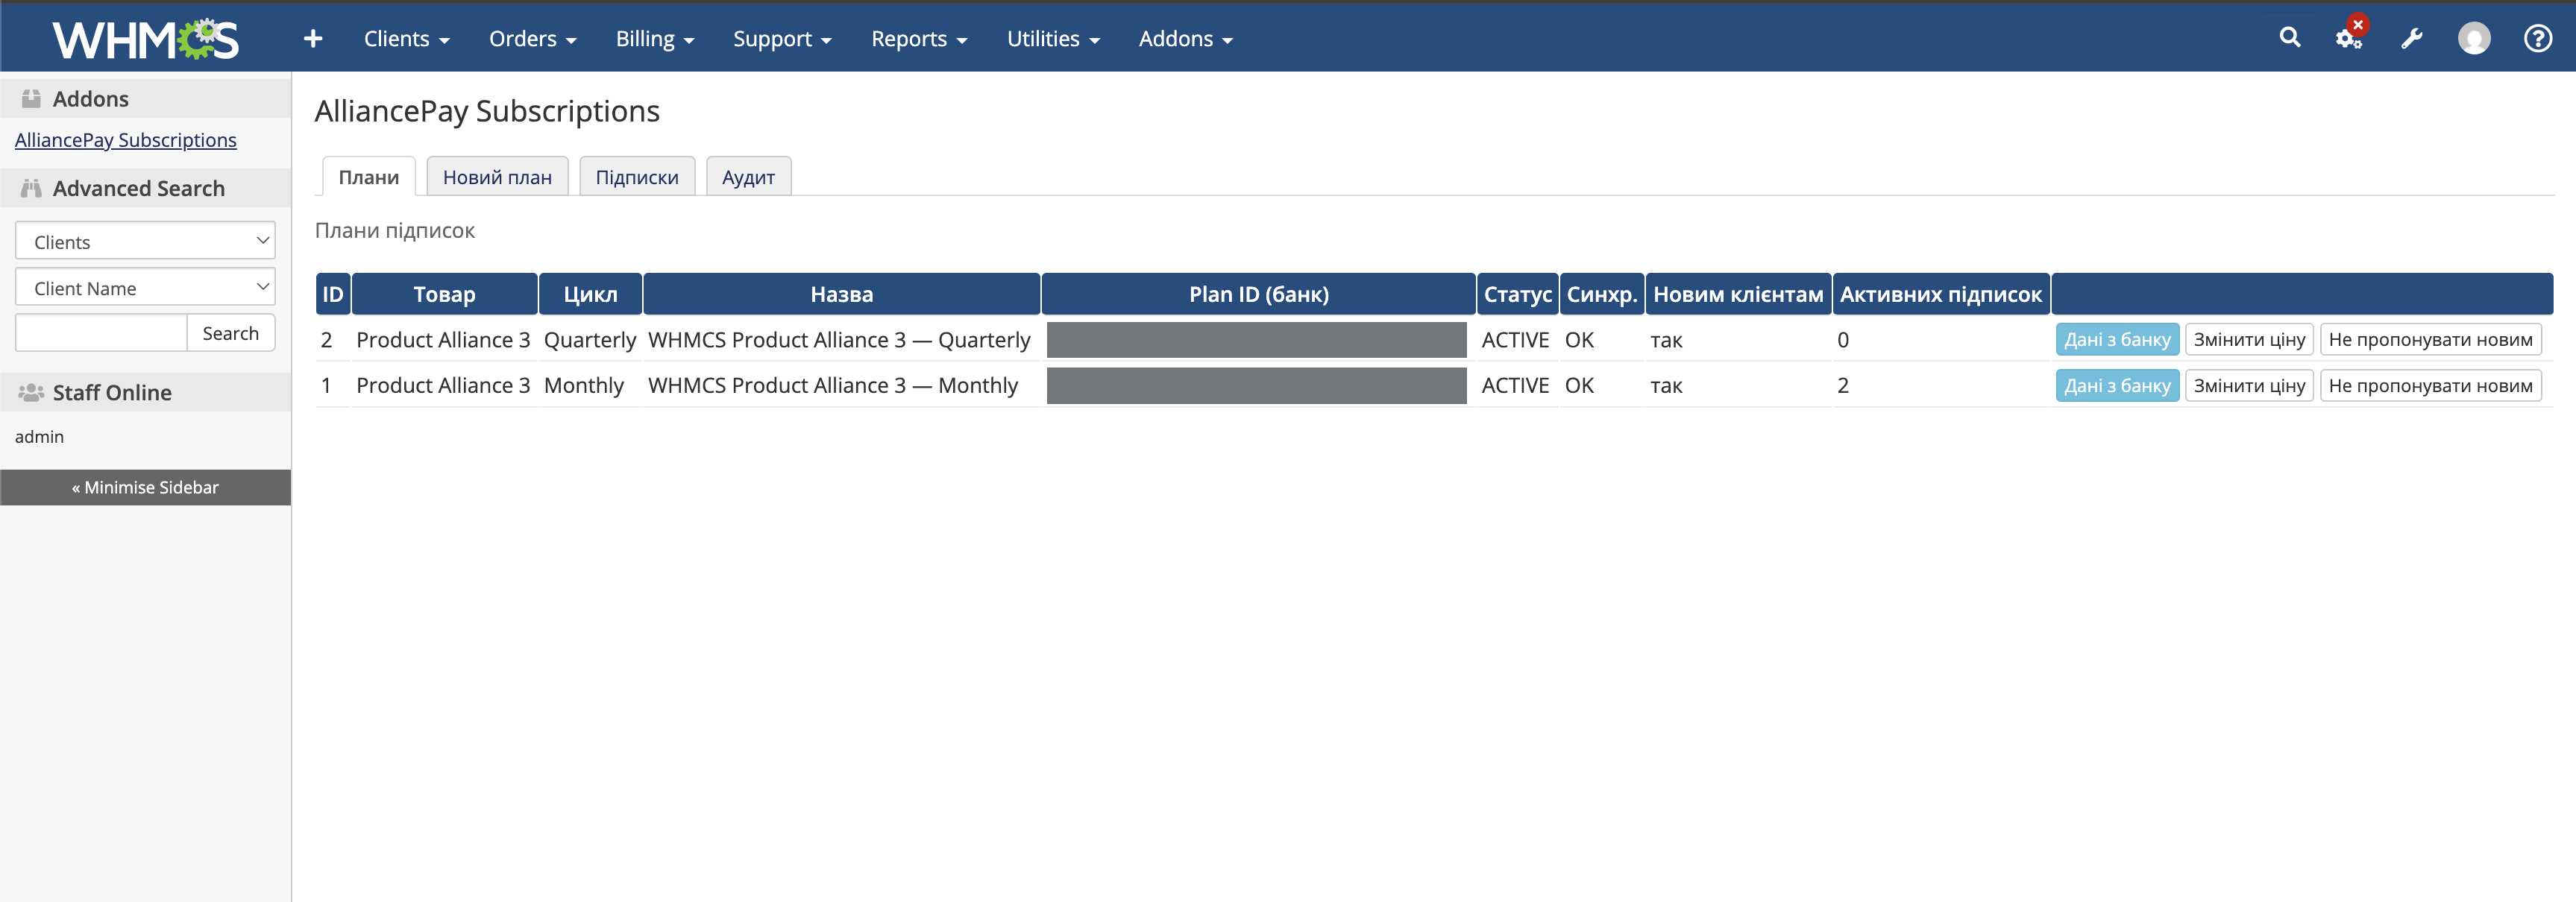 WHMCS
Clients Orders Billing Support Reports Utilities Addons
Addons
AlliancePay Subscriptions
Advanced Search
Clients
Client Name
Search
Staff Online
admin
« Minimise Sidebar
AlliancePay Subscriptions
Плани Новий план Підписки Аудит
Плани підписок
ID Товар Цикл Назва Plan ID (банк) Статус Синхр. Новим клієнтам Активних підписок
2 Product Alliance 3 Quarterly WHMCS Product Alliance 3 — Quarterly ACTIVE OK так 0 Дані з банку Змінити ціну Не пропонувати новим
1 Product Alliance 3 Monthly WHMCS Product Alliance 3 — Monthly ACTIVE OK так 2 Дані з банку Змінити ціну Не пропонувати новим